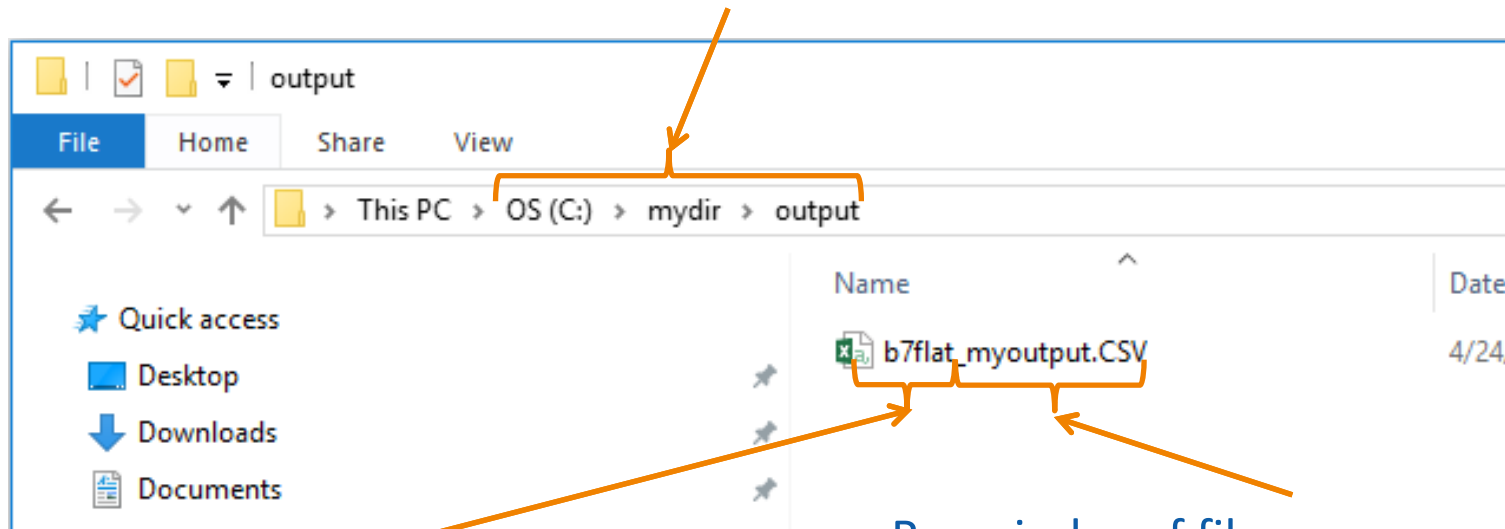 output
File Home Share View
This PC > OS (C:) > mydir > output
Name Date
Quick access
b7flat_myoutput.CSV 4/24
Desktop
Downloads
Documents